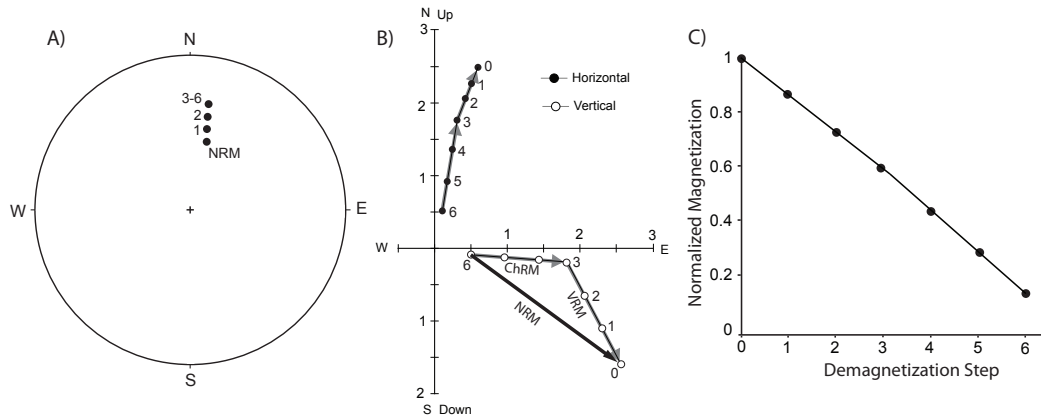 A)
N
3-6
2
1
NRM
W
E
S
B)
N Up
3
2
1
0
1
2
3
4
5
6
Horizontal
Vertical
W
1
2
3
E
6
ChRM
3
VRM
2
1
0
NRM
1
2
S Down
C)
Normalized Magnetization
1
0.8
0.6
0.4
0.2
0
0 1 2 3 4 5 6
Demagnetization Step